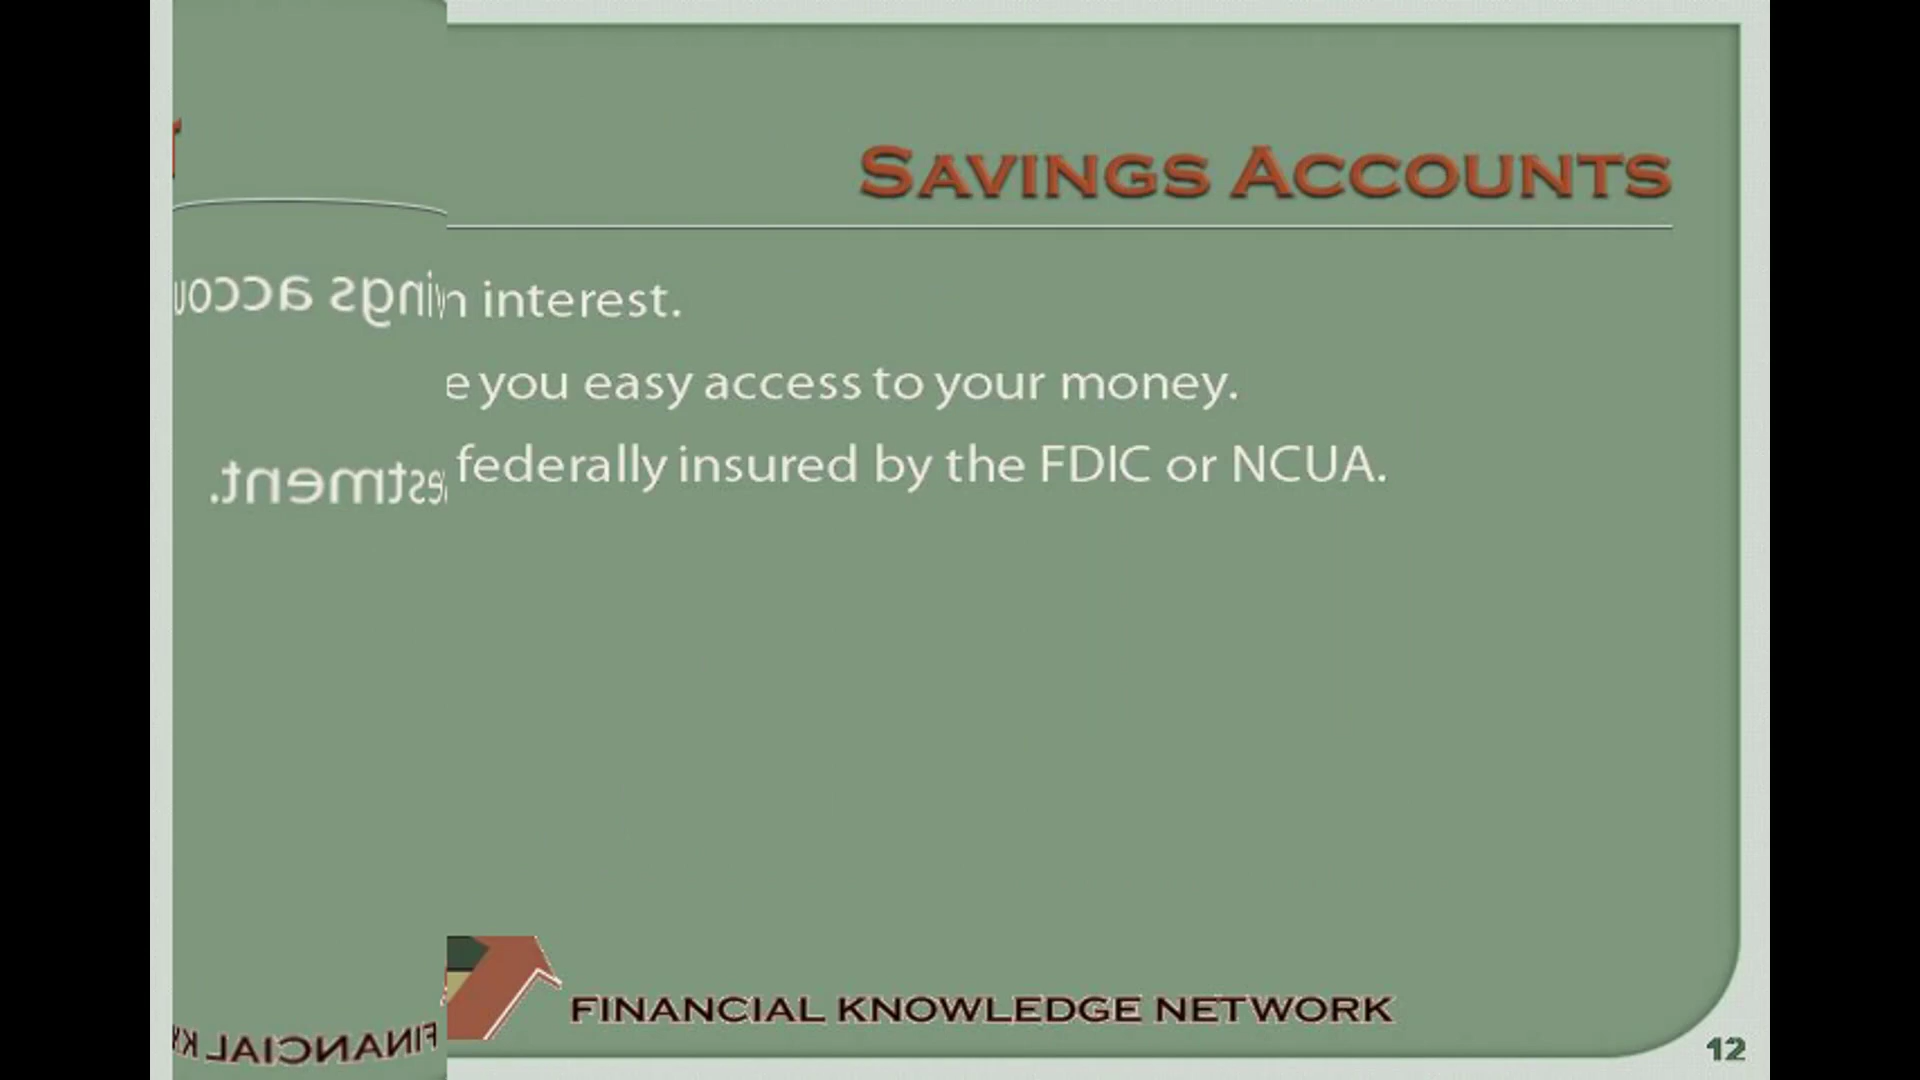 SAVINGS ACCOUNTS
interest.
you easy access to your money.
federally insured by the FDIC or NCUA.
FINANCIAL KNOWLEDGE NETWORK
FINANCIAL
12